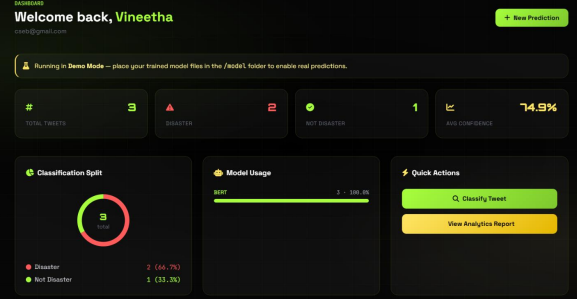 DASHBOARD
Welcome back, Vineetha
cseb@gmail.com
+ New Prediction
Running in Demo Mode — place your trained model files in the /model folder to enable real predictions.
# 3
TOTAL TWEETS
2
DISASTER
1
NOT DISASTER
74.9%
AVG CONFIDENCE
Classification Split
3
total
Disaster 2 (66.7%)
Not Disaster 1 (33.3%)
Model Usage
BERT 3 · 100.0%
Quick Actions
Classify Tweet
View Analytics Report